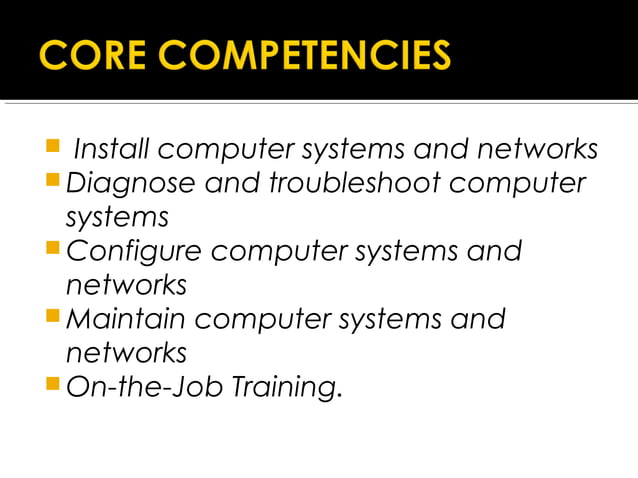 CORE COMPETENCIES
Install computer systems and networks
Diagnose and troubleshoot computer
systems
Configure computer systems and
networks
Maintain computer systems and
networks
On-the-Job Training.